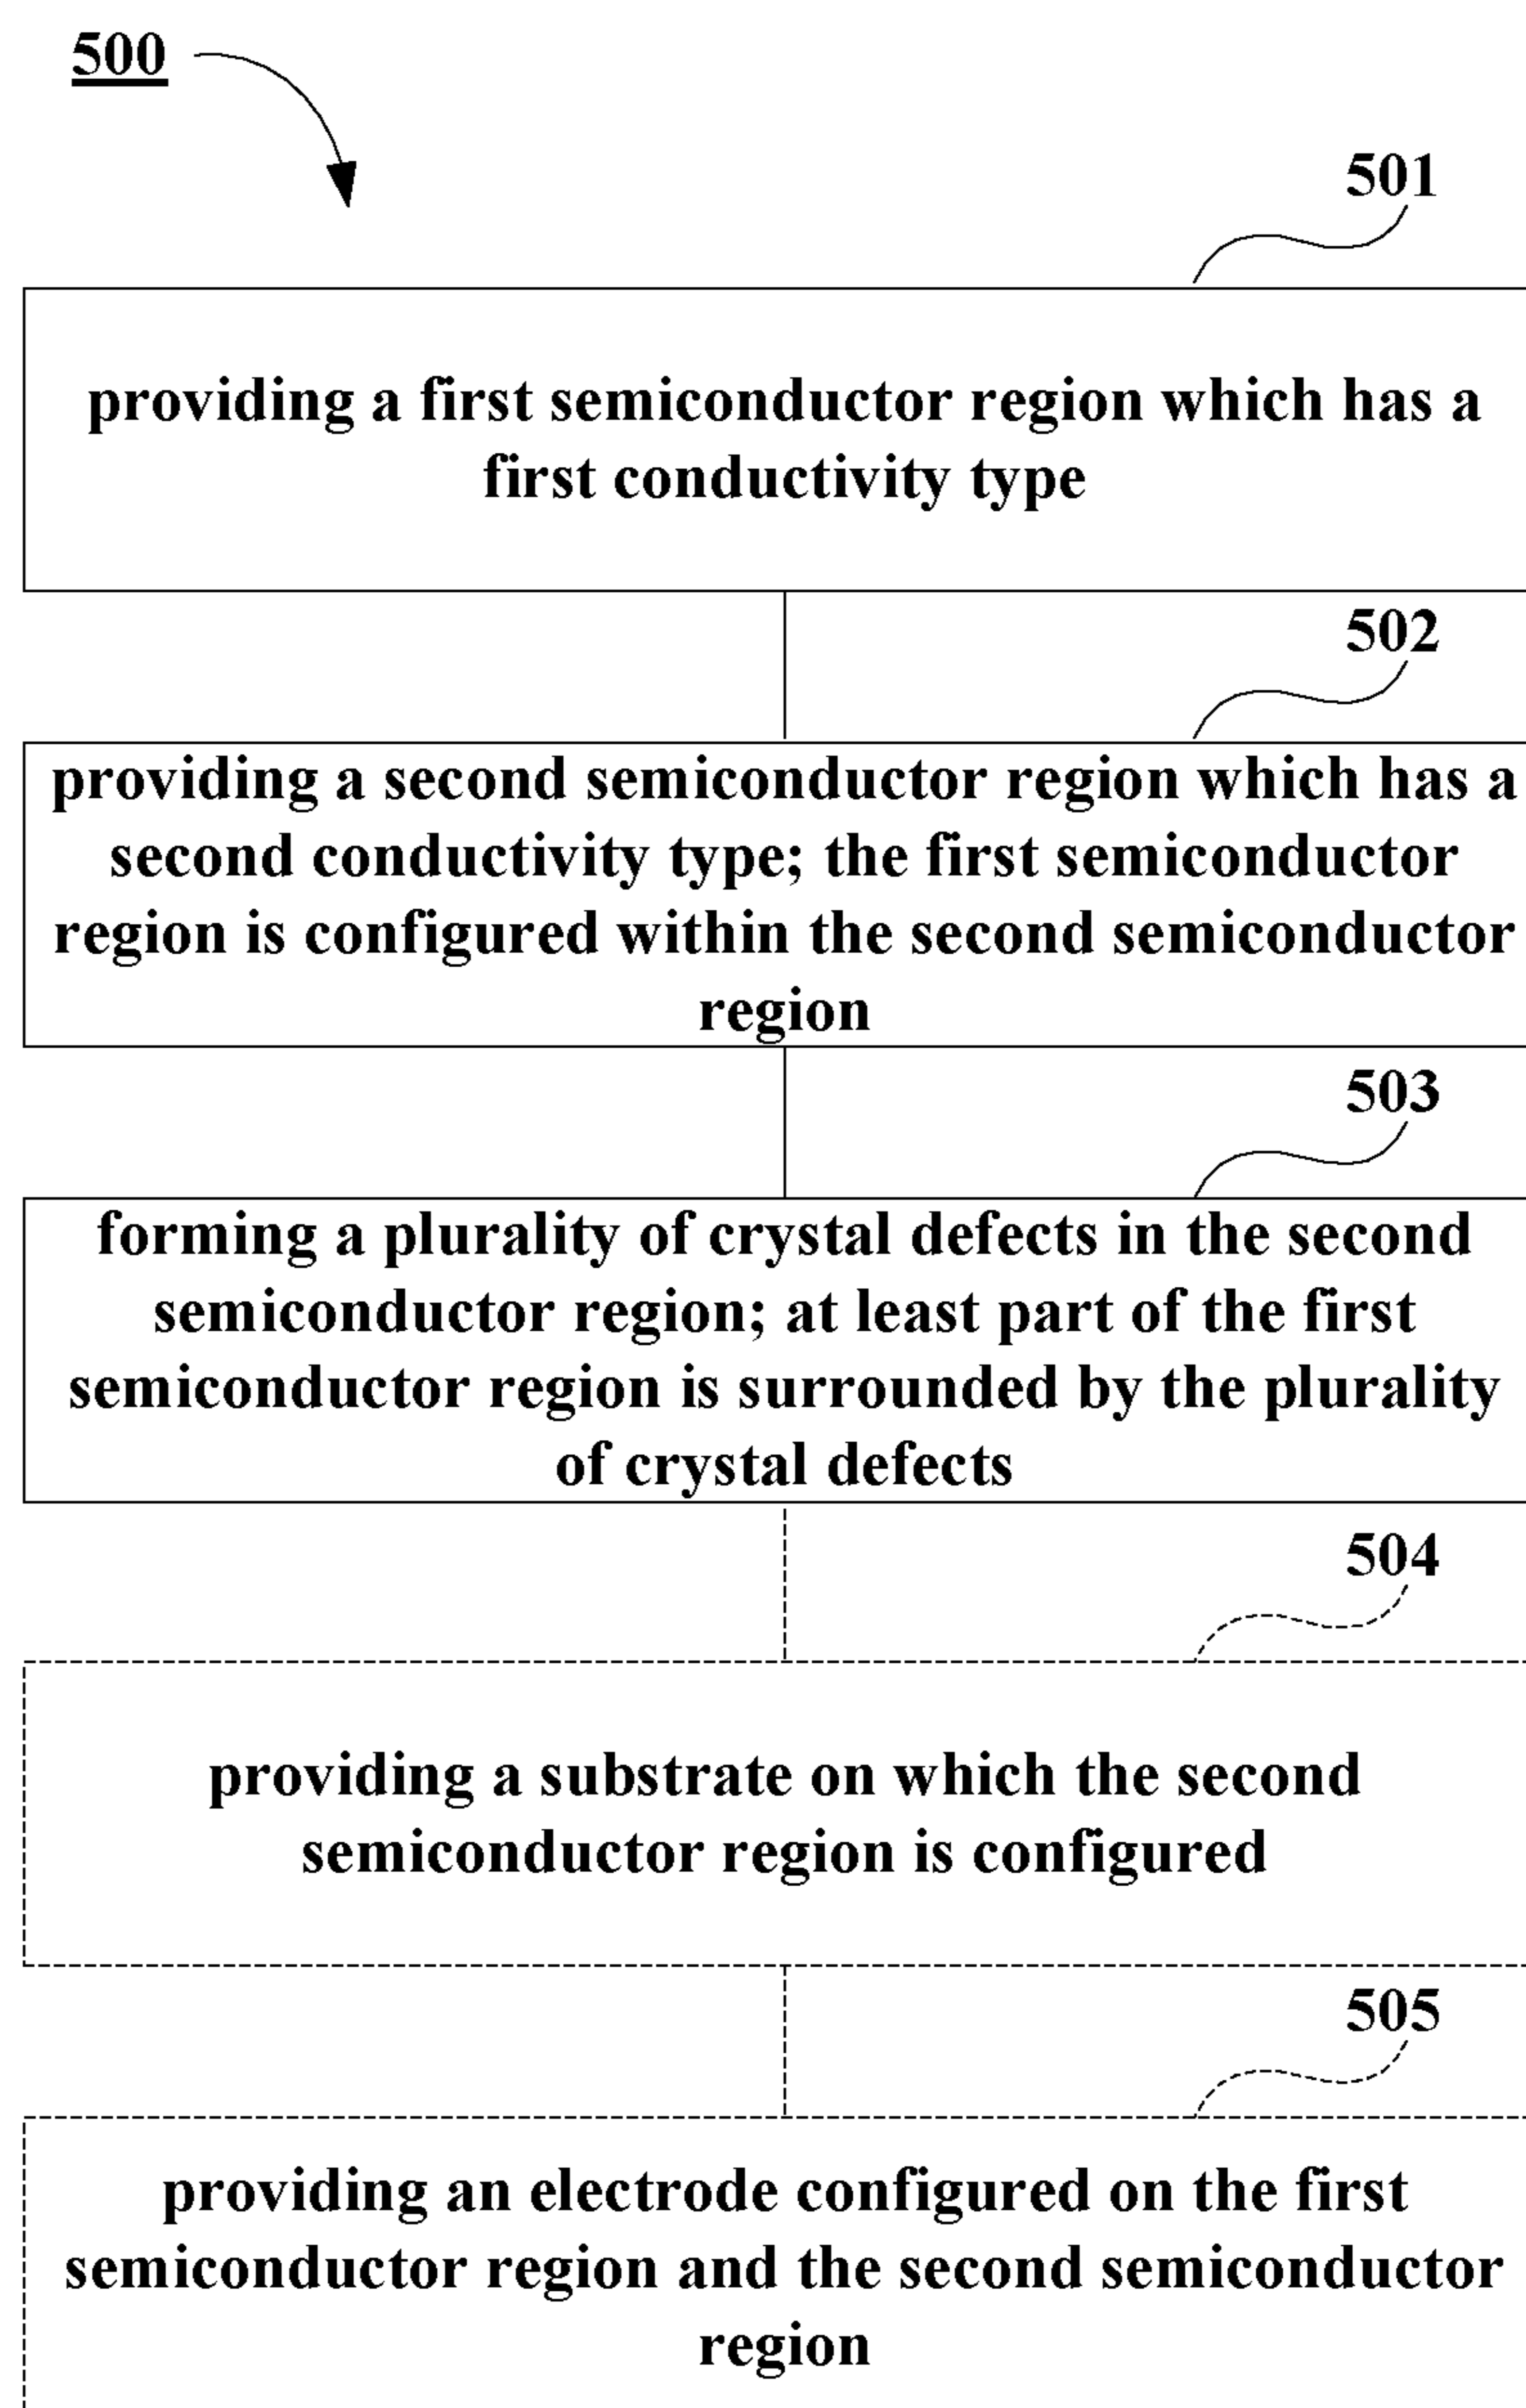 500
501
providing a first semiconductor region which has a
first conductivity type
502
providing a second semiconductor region which has a
second conductivity type; the first semiconductor
region is configured within the second semiconductor
region
503
forming a plurality of crystal defects in the second
semiconductor region; at least part of the first
semiconductor region is surrounded by the plurality
of crystal defects
504
providing a substrate on which the second
semiconductor region is configured
505
providing an electrode configured on the first
semiconductor region and the second semiconductor
region